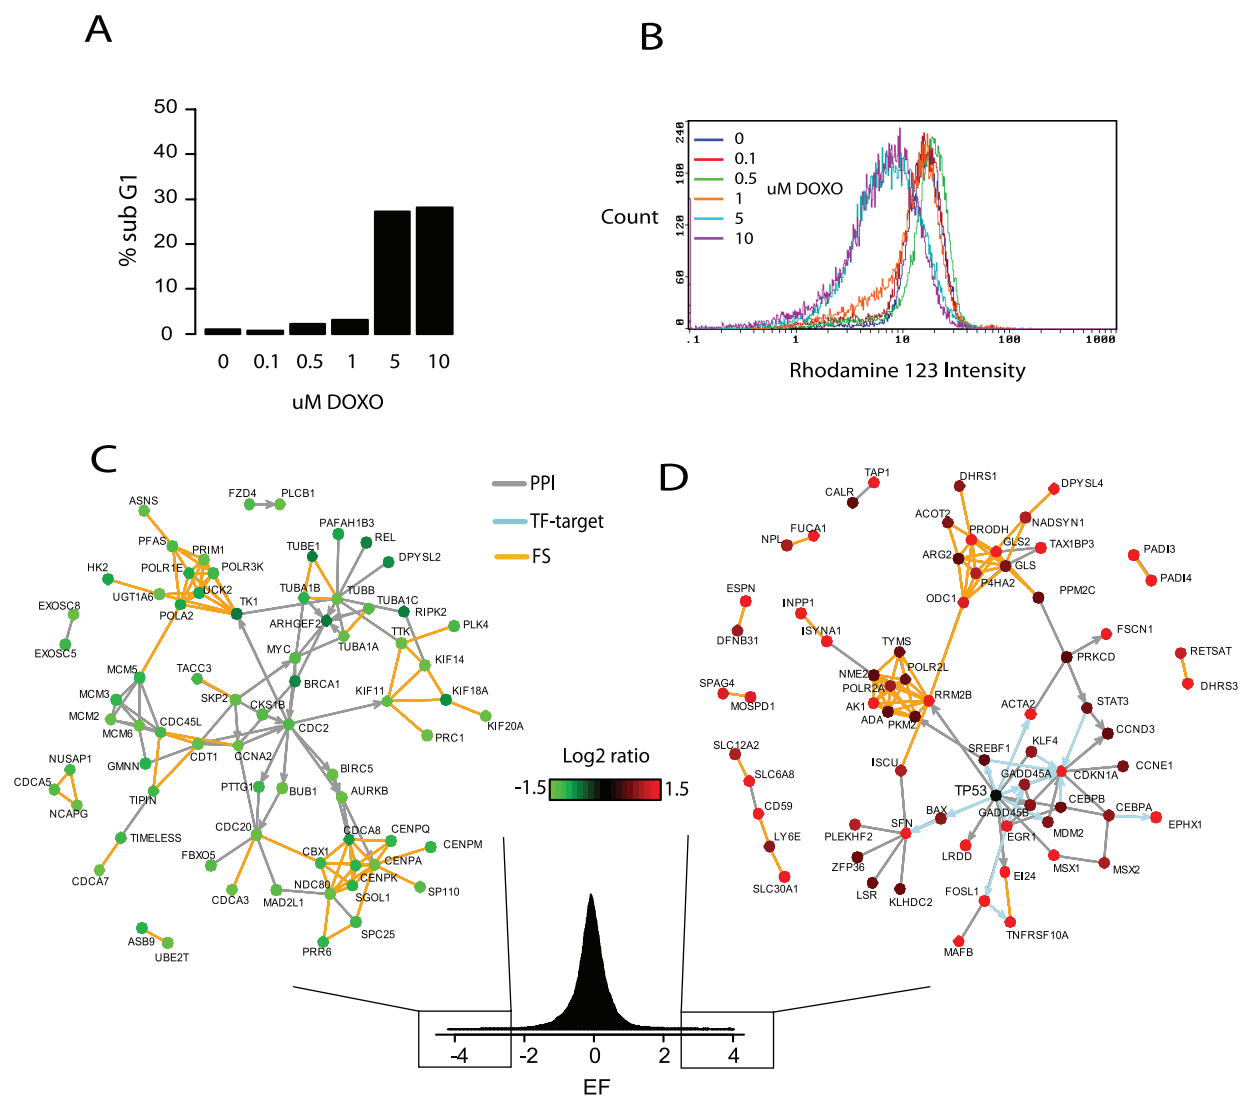 A
B
50
40
30
20
10
0
% sub G1
0 0.1 0.5 1 5 10
uM DOXO
240
180
120
60
0
Count
0
0.1
0.5
1
5
10
uM DOXO
.1 1 10 100 1000
Rhodamine 123 Intensity
C
PPI
TF-target
FS
ASNS
FZD4
PLCB1
PFAS
PRIM1
POLR1E
POLR3K
HK2
UCK2
UGT1A6
TK1
POLA2
EXOSC8
EXOSC5
PAFAH1B3
REL
TUBE1
DPYSL2
TUBA1B
TUBB
TUBA1C
RIPK2
ARHGEF2
TTK
PLK4
TUBA1A
MYC
KIF14
TACC3
MCM5
SKP2
BRCA1
KIF11
KIF18A
MCM3
CKS1B
MCM2
CDC45L
CDC2
KIF20A
MCM6
PRC1
CDT1
CCNA2
GMNN
NUSAP1
CDCA5
NCAPG
TIPIN
PTTG1
BUB1
BIRC5
AURKB
TIMELESS
CDC20
CDCA8
CENPQ
CBX1
CENPA
CENPM
FBXO5
CENPK
CDCA7
NDC80
SGOL1
SP110
CDCA3
MAD2L1
SPC25
ASB9
UBE2T
PRR6
Log2 ratio
-1.5 1.5
D
TAP1
CALR
DHRS1
DPYSL4
FUCA1
NPL
ACOT2
PRODH
NADSYN1
GLS2
TAX1BP3
ARG2
GLS
P4HA2
PADI3
PADI4
ESPN
DFNB31
ODC1
PPM2C
INPP1
ISYNA1
TYMS
FSCN1
POLR2L
PRKCD
NME2
RETSAT
DHRS3
SPAG4
MOSPD1
POLR2A
RRM2B
AK1
ADA
PKM2
ACTA2
STAT3
CCND3
SLC12A2
SREBF1
KLF4
ISCU
GADD45A
CDKN1A
CCNE1
SLC6A8
TP53
CD59
GADD45B
CEBPB
CEBPA
BAX
EPHX1
PLEKHF2
SFN
EGR1
MDM2
LY6E
ZFP36
LRDD
MSX1
MSX2
SLC30A1
LSR
KLHDC2
EI24
FOSL1
TNFRSF10A
MAFB
-4 -2 0 2 4
EF